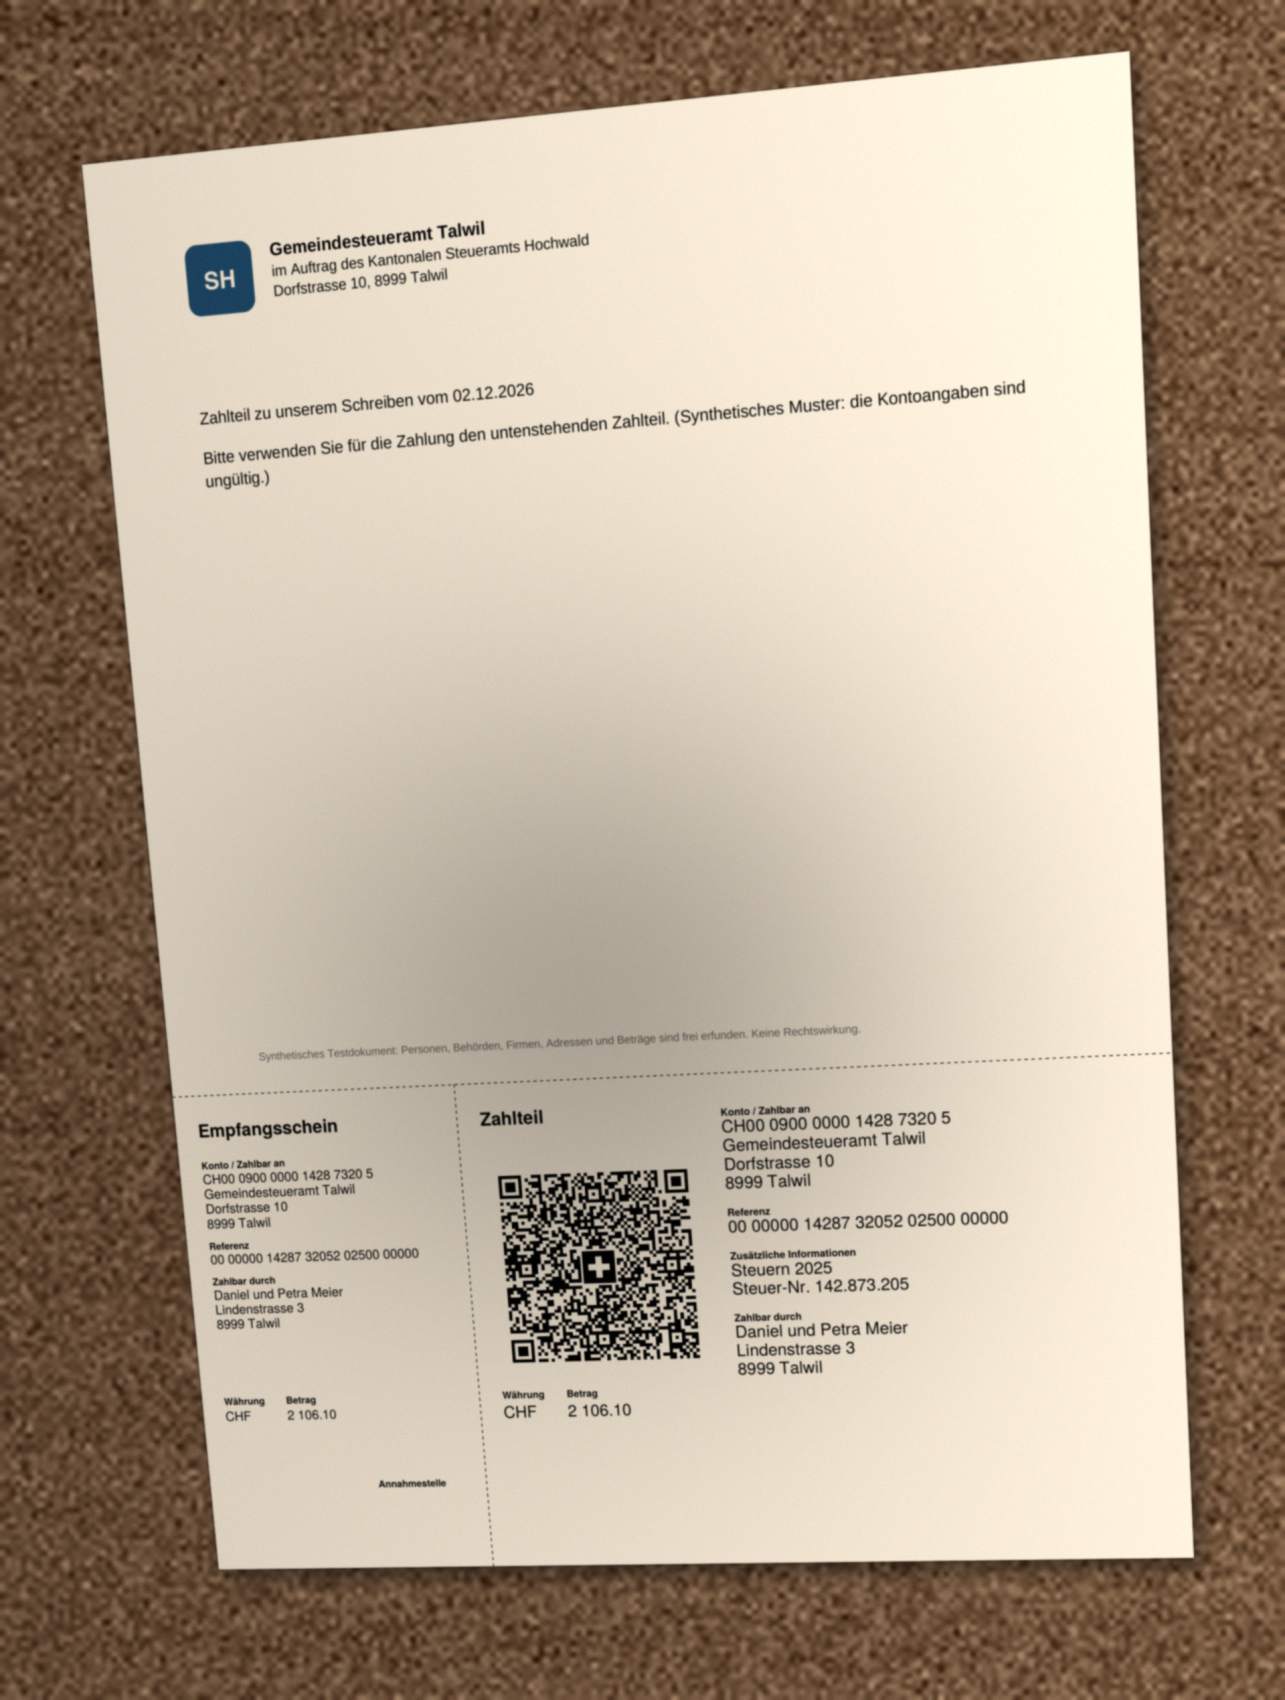 SH
Gemeindesteueramt Talwil
im Auftrag des Kantonalen Steueramts Hochwald
Dorfstrasse 10, 8999 Talwil
Zahlteil zu unserem Schreiben vom 02.12.2026
Bitte verwenden Sie für die Zahlung den untenstehenden Zahlteil. (Synthetisches Muster: die Kontoangaben sind
ungültig.)
Synthetisches Testdokument: Personen, Behörden, Firmen, Adressen und Beträge sind frei erfunden. Keine Rechtswirkung.
Empfangsschein
Konto / Zahlbar an
CH00 0900 0000 1428 7320 5
Gemeindesteueramt Talwil
Dorfstrasse 10
8999 Talwil
Referenz
00 00000 14287 32052 02500 00000
Zahlbar durch
Daniel und Petra Meier
Lindenstrasse 3
8999 Talwil
Währung Betrag
CHF 2 106.10
Annahmestelle
Zahlteil
Währung Betrag
CHF 2 106.10
Konto / Zahlbar an
CH00 0900 0000 1428 7320 5
Gemeindesteueramt Talwil
Dorfstrasse 10
8999 Talwil
Referenz
00 00000 14287 32052 02500 00000
Zusätzliche Informationen
Steuern 2025
Steuer-Nr. 142.873.205
Zahlbar durch
Daniel und Petra Meier
Lindenstrasse 3
8999 Talwil